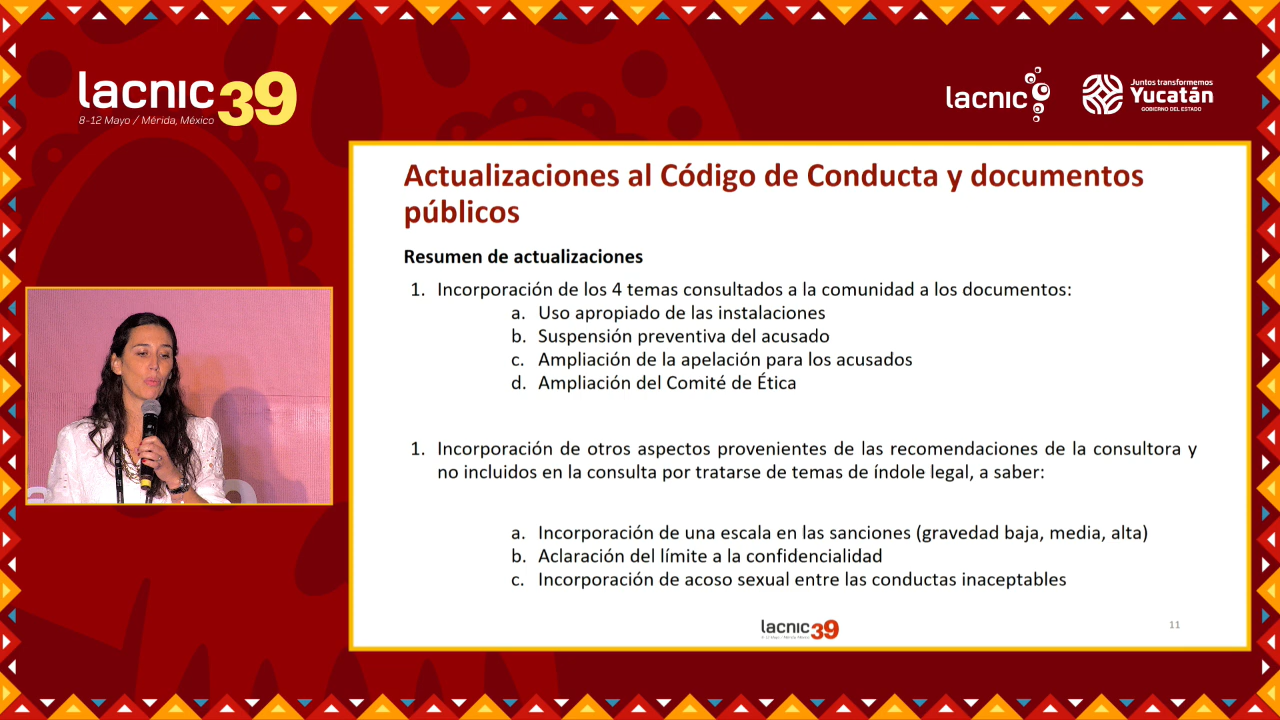 lacnic39
8-12 Mayo / Mérida, México
lacnic
Juntos transformemos
Yucatán
GOBIERNO DEL ESTADO
Actualizaciones al Código de Conducta y documentos
públicos
Resumen de actualizaciones
1. Incorporación de los 4 temas consultados a la comunidad a los documentos:
a. Uso apropiado de las instalaciones
b. Suspensión preventiva del acusado
c. Ampliación de la apelación para los acusados
d. Ampliación del Comité de Ética
1. Incorporación de otros aspectos provenientes de las recomendaciones de la consultora y
no incluidos en la consulta por tratarse de temas de índole legal, a saber:
a. Incorporación de una escala en las sanciones (gravedad baja, media, alta)
b. Aclaración del límite a la confidencialidad
c. Incorporación de acoso sexual entre las conductas inaceptables
lacnic39
11